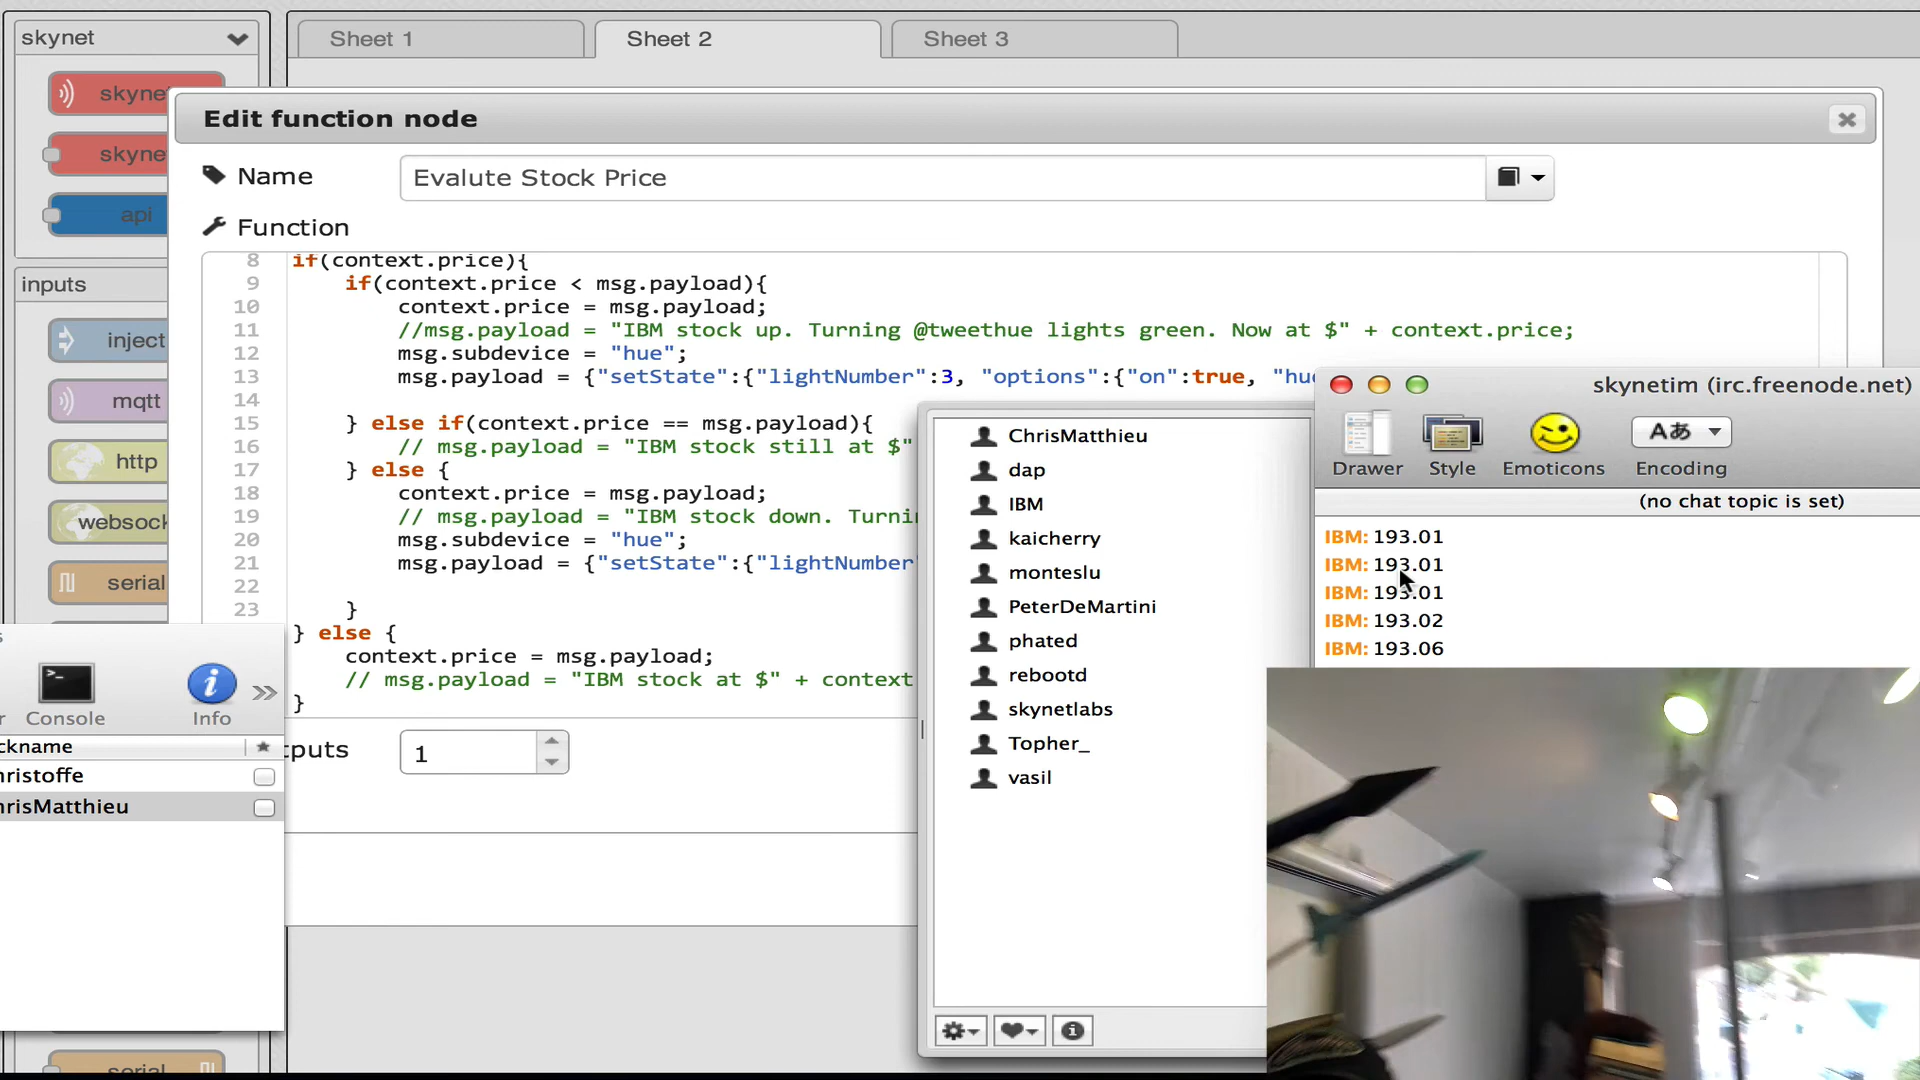 skynet
Sheet 1
Sheet 2
Sheet 3
Edit function node
api
Name
Evalute Stock Price
Function
inputs
inject
mqtt
http
serial
8 if(context.price){
9 if(context.price < msg.payload){
10 context.price = msg.payload;
11 //msg.payload = "IBM stock up. Turning @tweethue lights green. Now at $" + context.price;
12 msg.subdevice = "hue";
13 msg.payload = {"setState":{"lightNumber":3, "options":{"on":true, "hu
14
15 } else if(context.price == msg.payload){
16 // msg.payload = "IBM stock still at $"
17 } else {
18 context.price = msg.payload;
19 // msg.payload = "IBM stock down. Turni
20 msg.subdevice = "hue";
21 msg.payload = {"setState":{"lightNumber"
22
23 }
} else {
context.price = msg.payload;
// msg.payload = "IBM stock at $" + context
}
tputs
1
Console
Info
ckname
hristoffe
hrisMatthieu
ChrisMatthieu
dap
IBM
kaicherry
monteslu
PeterDeMartini
phated
rebootd
skynetlabs
Topher_
vasil
skynetim (irc.freenode.net)
Aあ
Drawer
Style
Emoticons
Encoding
(no chat topic is set)
IBM: 193.01
IBM: 193.01
IBM: 193.01
IBM: 193.02
IBM: 193.06